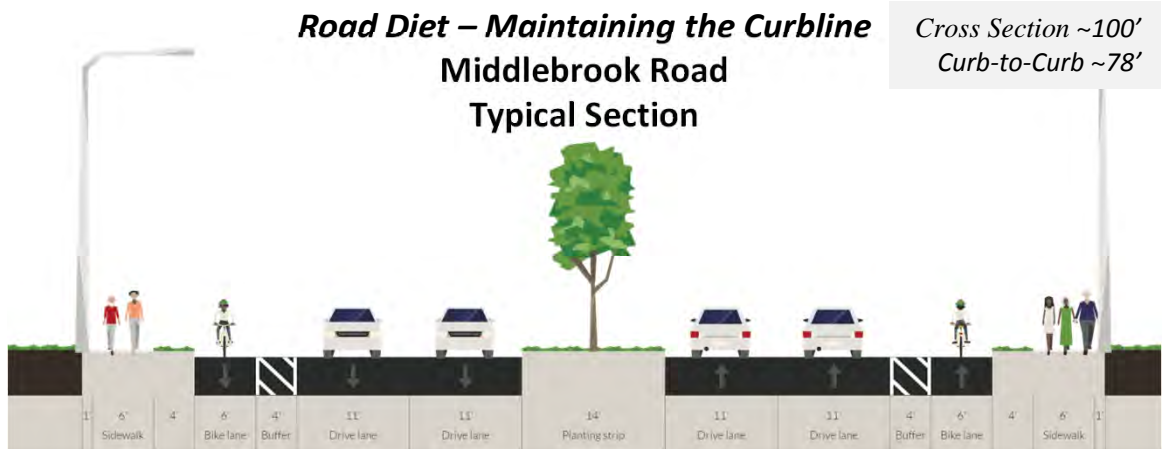 Road Diet – Maintaining the Curbline
Middlebrook Road
Typical Section
Cross Section ~100’
Curb-to-Curb ~78’
1' 6' 4' 6' 4' 11' 11' 14' 11' 11' 4' 6' 4' 6' 1'
Sidewalk Bike lane Buffer Drive lane Drive lane Planting strip Drive lane Drive lane Buffer Bike lane Sidewalk